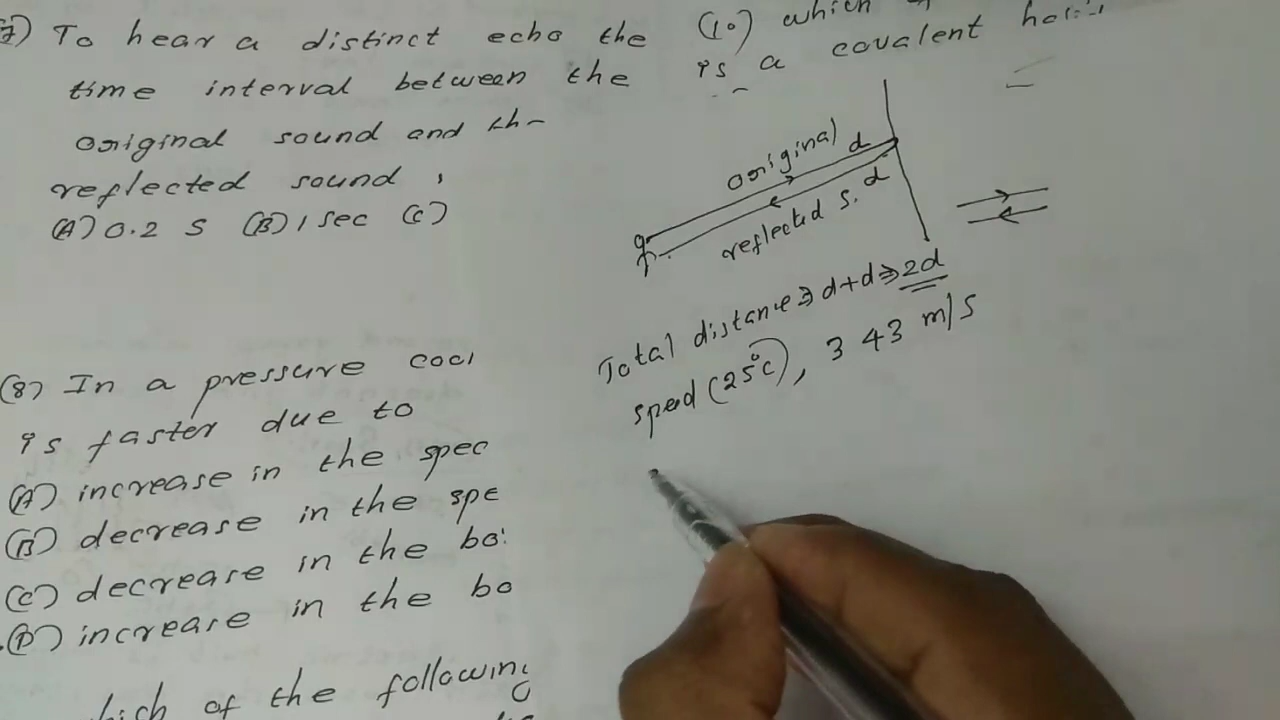 7) To hear a distinct echo the
time interval between the
original sound and th
reflected sound,
(A) 0.2 s (B) 1 sec (C)
(8) In a pressure coo
is faster due to
(A) increase in the spec
(B) decrease in the spe
(C) decrease in the bo
(D) increase in the bo
hich of the following
(10) which
is a covalent
original d
reflected s. d
Total distance ⇒ d+d ⇒ 2d
speed (25°C), 343 m/s